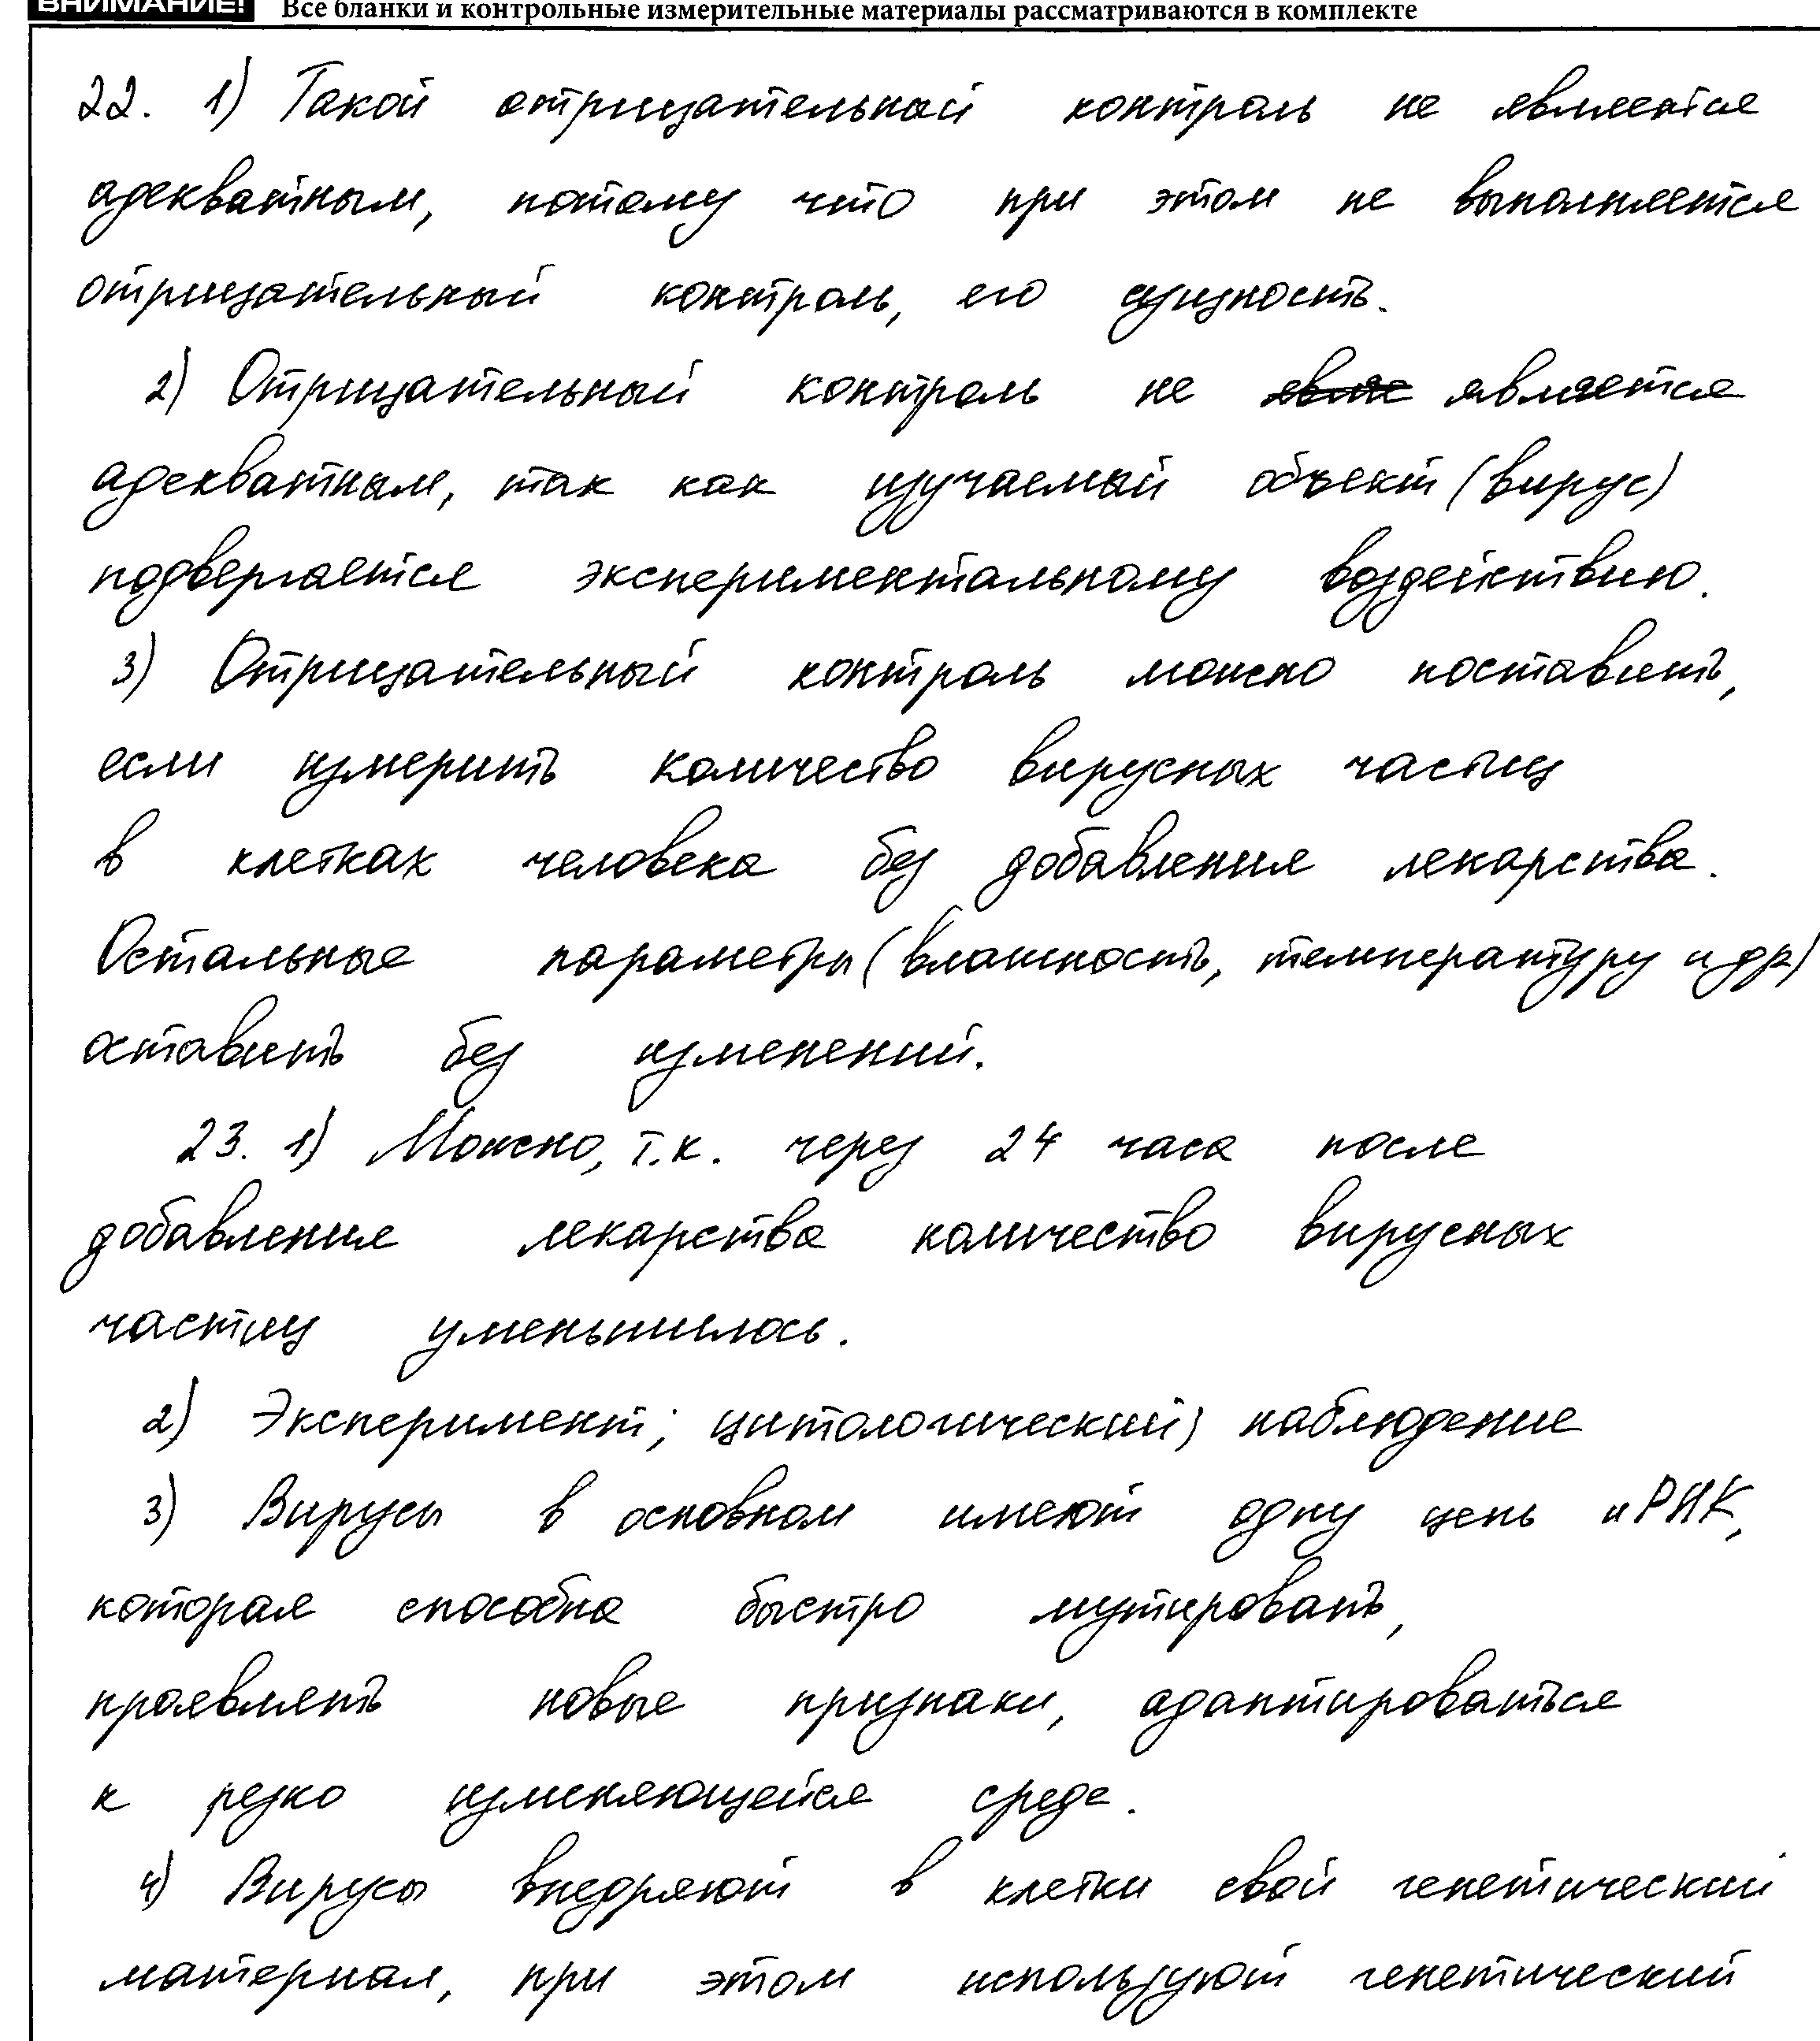 ВНИМАНИЕ! Все бланки и контрольные измерительные материалы рассматриваются в комплекте
22. 1) Такой отрицательный контроль не является
адекватным, потому что при этом не выполняется
отрицательный контроль, его сущность.
2) Отрицательный контроль не явля является
адекватным, так как изучаемый объект (вирус)
подвергается экспериментальному воздействию.
3) Отрицательный контроль можно поставить,
если измерить количество вирусных частиц
в клетках человека без добавления лекарства.
Остальные параметры (влажность, температуру и др)
оставить без изменений.
23. 1) Можно, т.к. через 24 часа после
добавления лекарства количество вирусных
частиц уменьшилось.
2) Эксперимент; цитологический; наблюдение
3) Вирусы в основном имеют одну цепь иРНК,
которая способна быстро мутировать,
проявлять новые признаки, адаптироваться
к резко изменяющейся среде.
4) Вирусы внедряют в клетки свой генетический
материал, при этом используют генетический